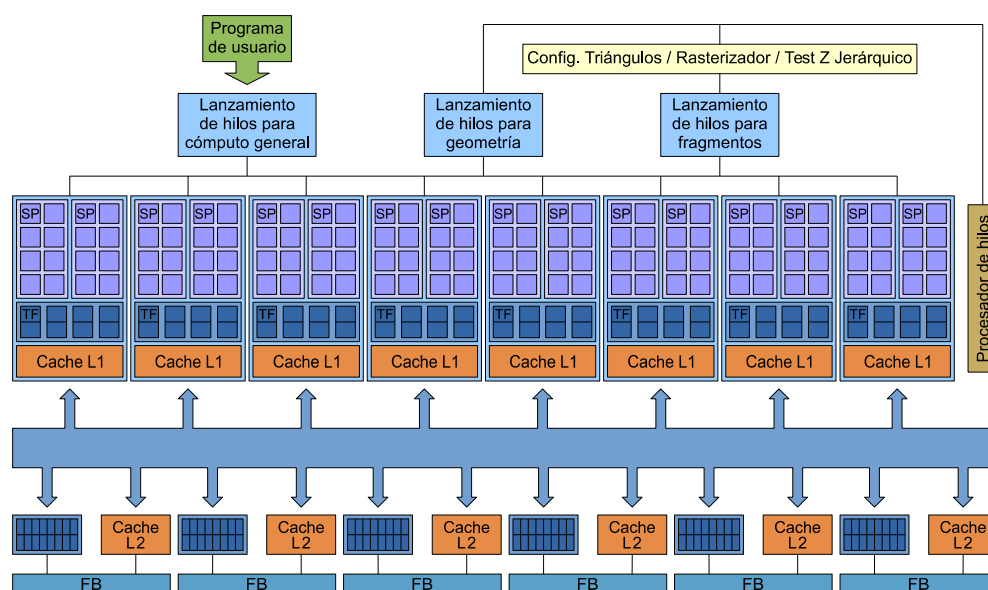 Programa
de usuario
Config. Triángulos / Rasterizador / Test Z Jerárquico
Lanzamiento
de hilos para
cómputo general
Lanzamiento
de hilos para
geometría
Lanzamiento
de hilos para
fragmentos
SP SP SP SP SP SP SP SP SP SP SP SP SP SP SP SP
TF TF TF TF TF TF TF TF
Cache L1 Cache L1 Cache L1 Cache L1 Cache L1 Cache L1 Cache L1 Cache L1
Procesador de hilos
Cache
L2
Cache
L2
Cache
L2
Cache
L2
Cache
L2
Cache
L2
FB FB FB FB FB FB